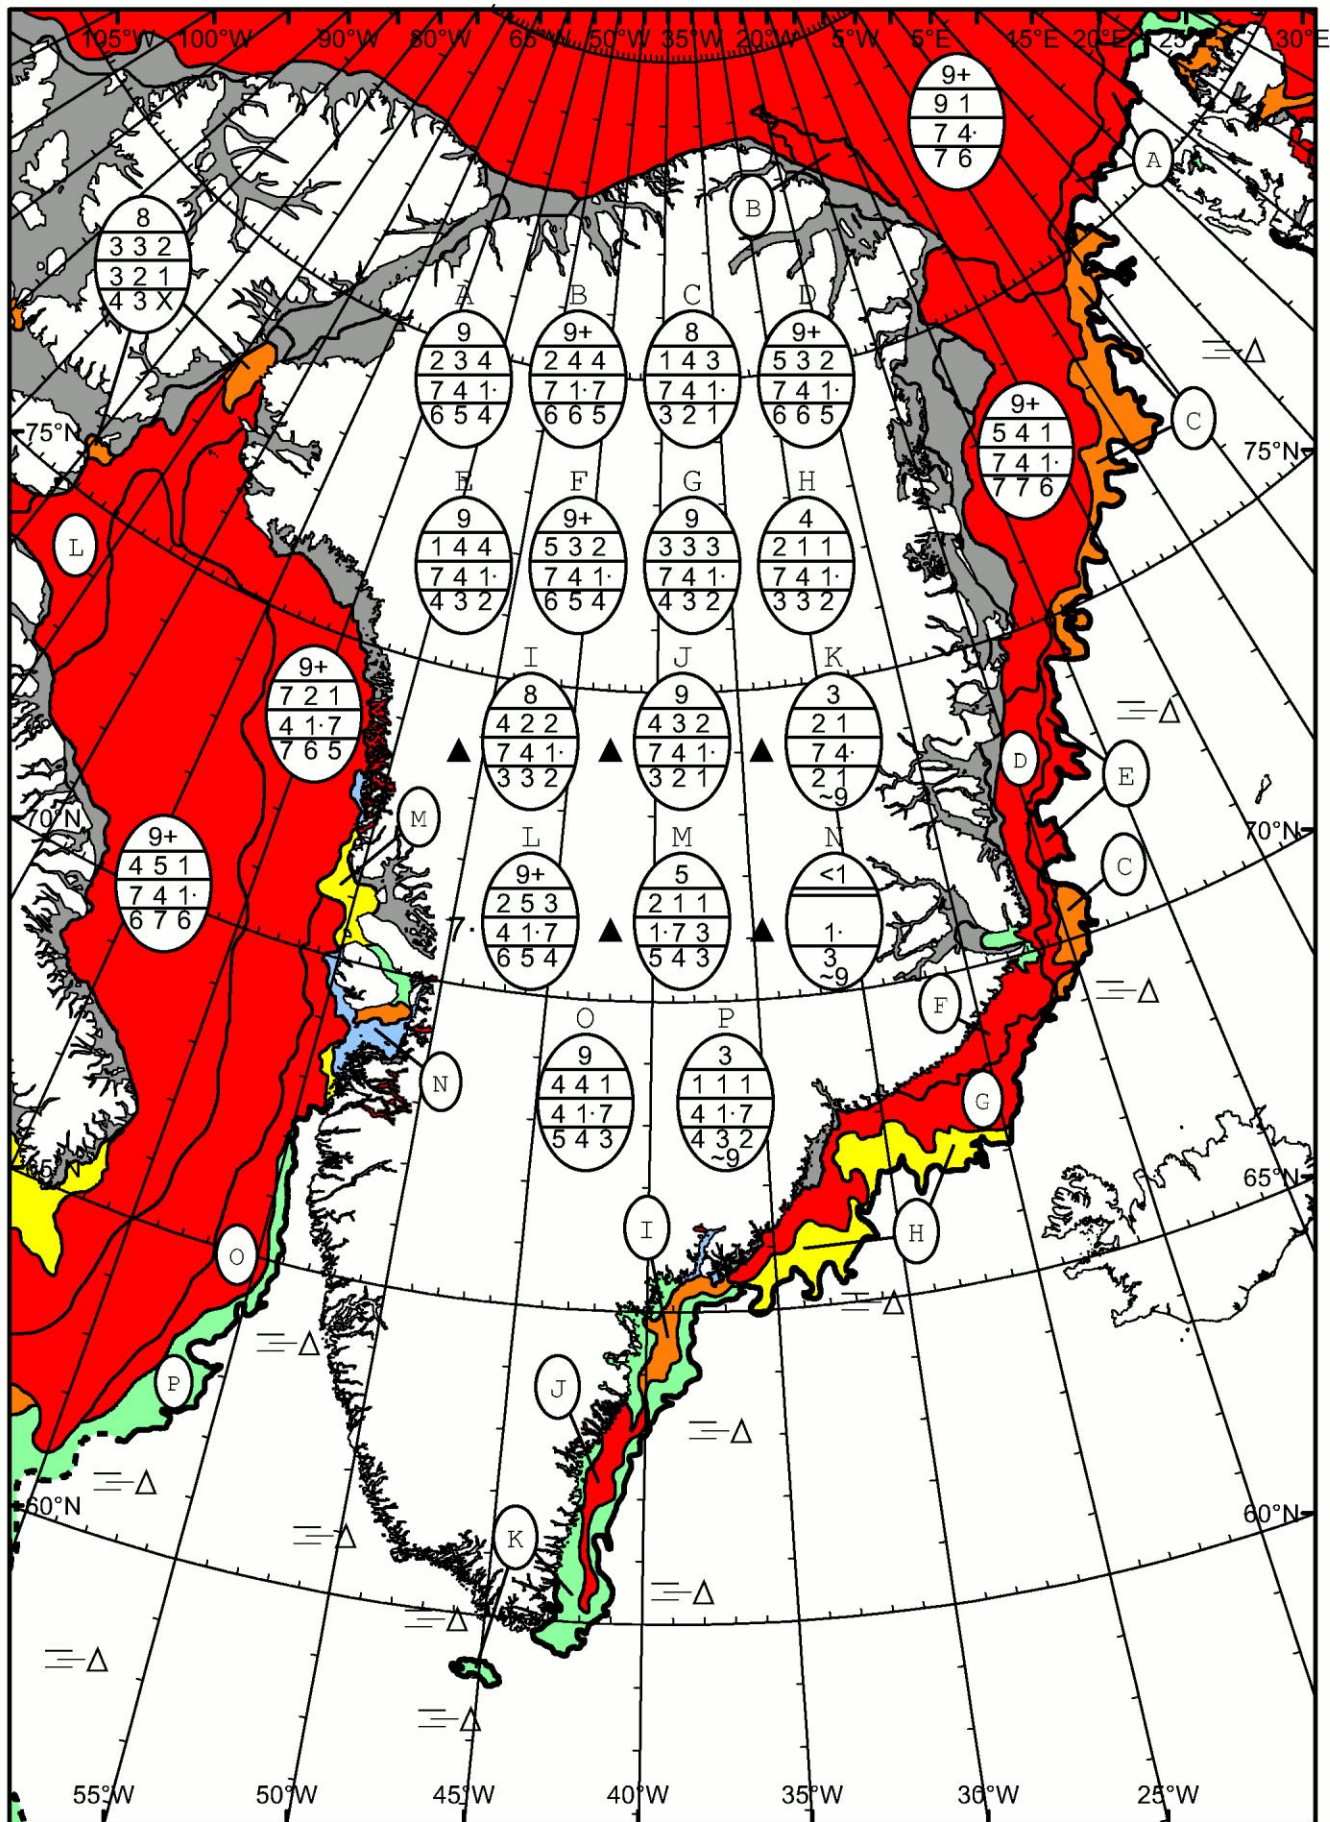 105°W 100°W 90°W 80°W 65°W 50°W 35°W 20°W 5°W 5°E 15°E 20°E 25° 30°E
9+
9 1
7 4·
7 6
A
B
8
3 3 2
3 2 1
4 3 X
A B C D
9 9+ 8 9+
2 3 4 2 4 4 1 4 3 5 3 2
7 4 1· 7 1·7 7 4 1· 7 4 1·
6 5 4 6 6 5 3 2 1 6 6 5
75°N
9+
5 4 1
7 4 1·
7 7 6
C
75°N
E F G H
9 9+ 9 4
1 4 4 5 3 2 3 3 3 2 1 1
7 4 1· 7 4 1· 7 4 1· 7 4 1·
4 3 2 6 5 4 4 3 2 3 3 2
L
9+
7 2 1
4 1·7
7 6 5
I J K
8 9 3
4 2 2 4 3 2 2 1
7 4 1· 7 4 1· 7 4·
3 3 2 3 2 1 2 1
~9
D
E
M
70°N
70°N
9+
4 5 1
7 4 1·
6 7 6
C
L M N
9+ 5 <1
2 5 3 2 1 1
7· 4 1·7 1·7 3 1·
6 5 4 5 4 3 3
~9
F
O P
9 3
4 4 1 1 1 1
4 1·7 4 1·7
5 4 3 4 3 2
~9
N
G
65°N
65°N
I
H
O
P
J
60°N
60°N
K
55°W 50°W 45°W 40°W 35°W 30°W 25°W